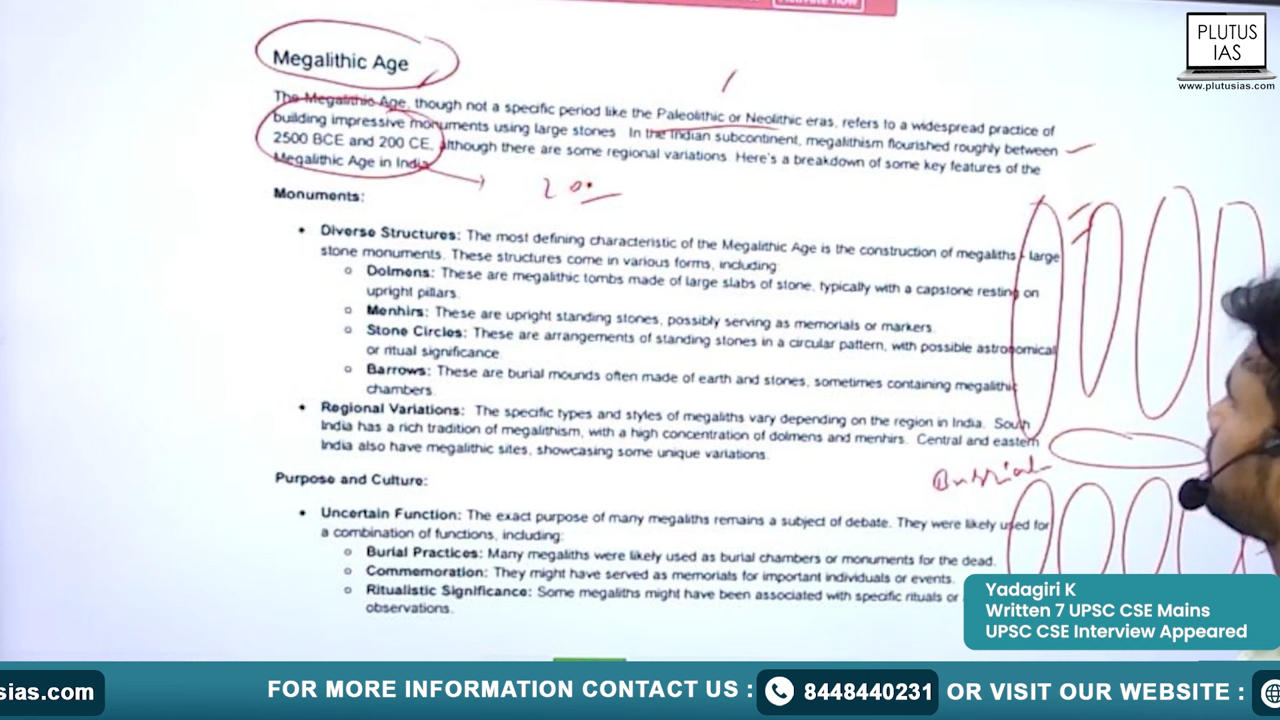 Activate now
PLUTUS
IAS
www.plutusias.com
Megalithic Age
The Megalithic Age, though not a specific period like the Paleolithic or Neolithic eras, refers to a widespread practice of
building impressive monuments using large stones. In the Indian subcontinent, megalithism flourished roughly between
2500 BCE and 200 CE, although there are some regional variations. Here's a breakdown of some key features of the
Megalithic Age in India
200
Monuments:
• Diverse Structures: The most defining characteristic of the Megalithic Age is the construction of megaliths - large
stone monuments. These structures come in various forms, including:
o Dolmens: These are megalithic tombs made of large slabs of stone, typically with a capstone resting on
upright pillars.
o Menhirs: These are upright standing stones, possibly serving as memorials or markers.
o Stone Circles: These are arrangements of standing stones in a circular pattern, with possible astronomical
or ritual significance.
o Barrows: These are burial mounds often made of earth and stones, sometimes containing megalithic
chambers.
• Regional Variations: The specific types and styles of megaliths vary depending on the region in India. South
India has a rich tradition of megalithism, with a high concentration of dolmens and menhirs. Central and eastern
India also have megalithic sites, showcasing some unique variations.
Purpose and Culture:
• Uncertain Function: The exact purpose of many megaliths remains a subject of debate. They were likely used for
a combination of functions, including:
o Burial Practices: Many megaliths were likely used as burial chambers or monuments for the dead.
o Commemoration: They might have served as memorials for important individuals or events.
o Ritualistic Significance: Some megaliths might have been associated with specific rituals or
observations.
Yadagiri K
Written 7 UPSC CSE Mains
UPSC CSE Interview Appeared
sias.com FOR MORE INFORMATION CONTACT US : 8448440231 OR VISIT OUR WEBSITE :